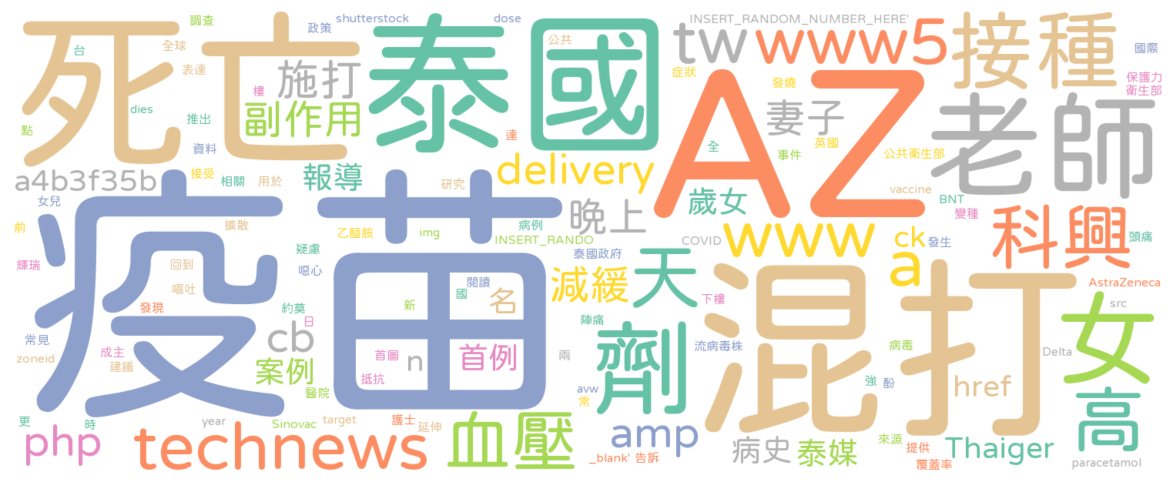 調查
政策
shutterstock
dose
INSERT_RANDOM_NUMBER_HERE'
台
全球
死亡
泰國
公共
tw
www5
接種
國際
表達
施打
症狀
發燒
保護力
衛生部
樓
AZ
妻子
老師
dies
推出
副作用
英國
點
資料
連
全
事件
公共衛生部
a4b3f35b
接受
相關
用於
報導
研究
delivery
歲女
vaccine
BNT
女兒
疫苗
晚上
變種
前
擴散
乙醯胺
img
病例
INSERT_RANDO
COVID
www
ck
發生
科興
頭痛
疑慮
泰國政府
a
輝瑞
回到
噁心
閱讀
減緩
天
混打
AstraZeneca
嘔吐
國
名
下樓
src
發現
約莫
新
陣痛
女
日
常見
cb
劑
流病毒株
病毒
Delta
zoneid
成主
建議
案例
首圖
n
首例
兩
抵抗
強
酚
href
醫院
avw
常
高
更
時
year
Sinovac
target
護士
延伸
php
technews
血壓
amp
病史
泰媒
來源
提供
Thaiger
_blank'
告訴
覆蓋率
paracetamol